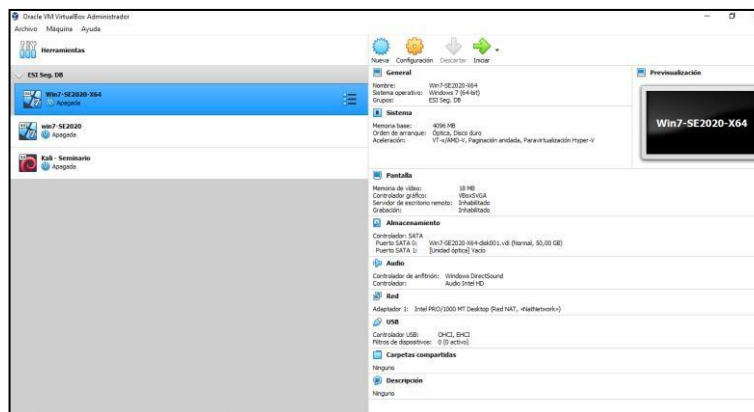 Oracle VM VirtualBox Administrador
Archivo Máquina Ayuda
Herramientas
ESI Seg. DB
Win7-SE2020-X64
Apagada
win7-SE2020
Apagada
Kali - Seminario
Apagada
Nueva Configuración Descartar Iniciar
General
Nombre: Win7-SE2020-X64
Sistema operativo: Windows 7 (64-bit)
Grupos: ESI Seg. DB
Sistema
Memoria base: 4096 MB
Orden de arranque: Óptica, Disco duro
Aceleración: VT-x/AMD-V, Paginación anidada, Paravirtualización Hyper-V
Previsualización
Win7-SE2020-X64
Pantalla
Memoria de vídeo: 18 MB
Controlador gráfico: VBoxSVGA
Servidor de escritorio remoto: Inhabilitado
Grabación: Inhabilitado
Almacenamiento
Controlador: SATA
Puerto SATA 0: Win7-SE2020-X64-disk001.vdi (Normal, 50,00 GB)
Puerto SATA 1: [Unidad óptica] Vacío
Audio
Controlador de anfitrión: Windows DirectSound
Controlador: Audio Intel HD
Red
Adaptador 1: Intel PRO/1000 MT Desktop (Red NAT, «NatNetwork»)
USB
Controlador USB: OHCI, EHCI
Filtros de dispositivos: 0 (0 activo)
Carpetas compartidas
Ninguno
Descripción
Ninguno